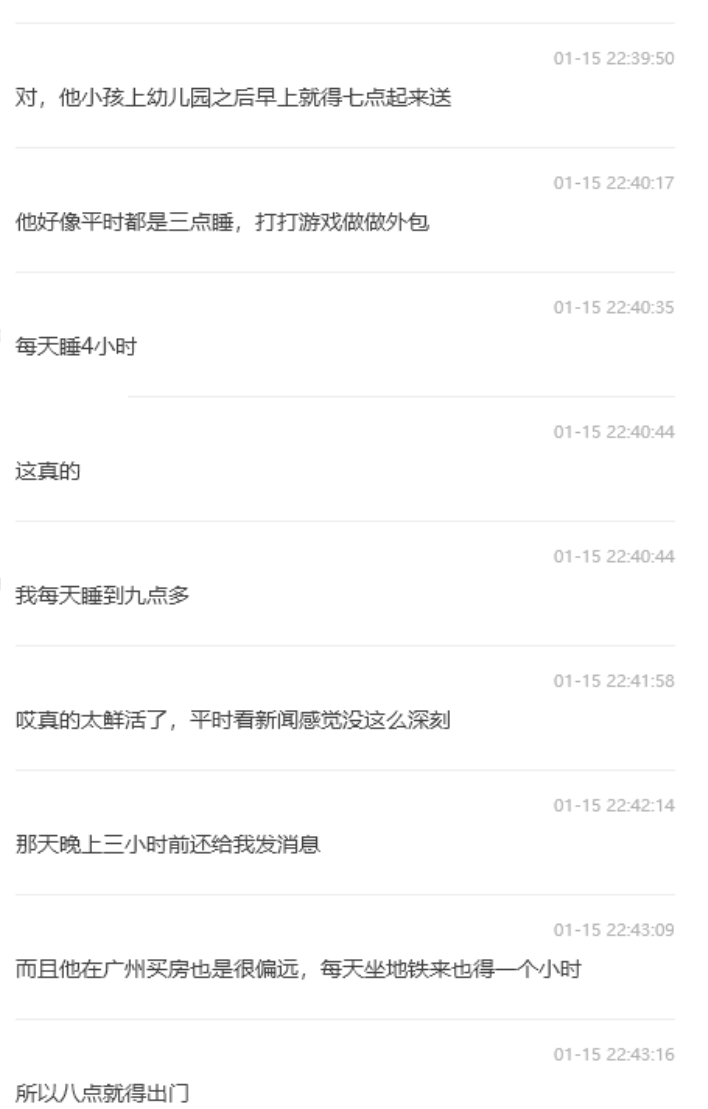 01-15 22:39:50
对，他小孩上幼儿园之后早上就得七点起来送
01-15 22:40:17
他好像平时都是三点睡，打打游戏做做外包
01-15 22:40:35
每天睡4小时
01-15 22:40:44
这真的
01-15 22:40:44
我每天睡到九点多
01-15 22:41:58
哎真的太鲜活了，平时看新闻感觉没这么深刻
01-15 22:42:14
那天晚上三小时前还给我发消息
01-15 22:43:09
而且他在广州买房也是很偏远，每天坐地铁来也得一个小时
01-15 22:43:16
所以八点就得出门